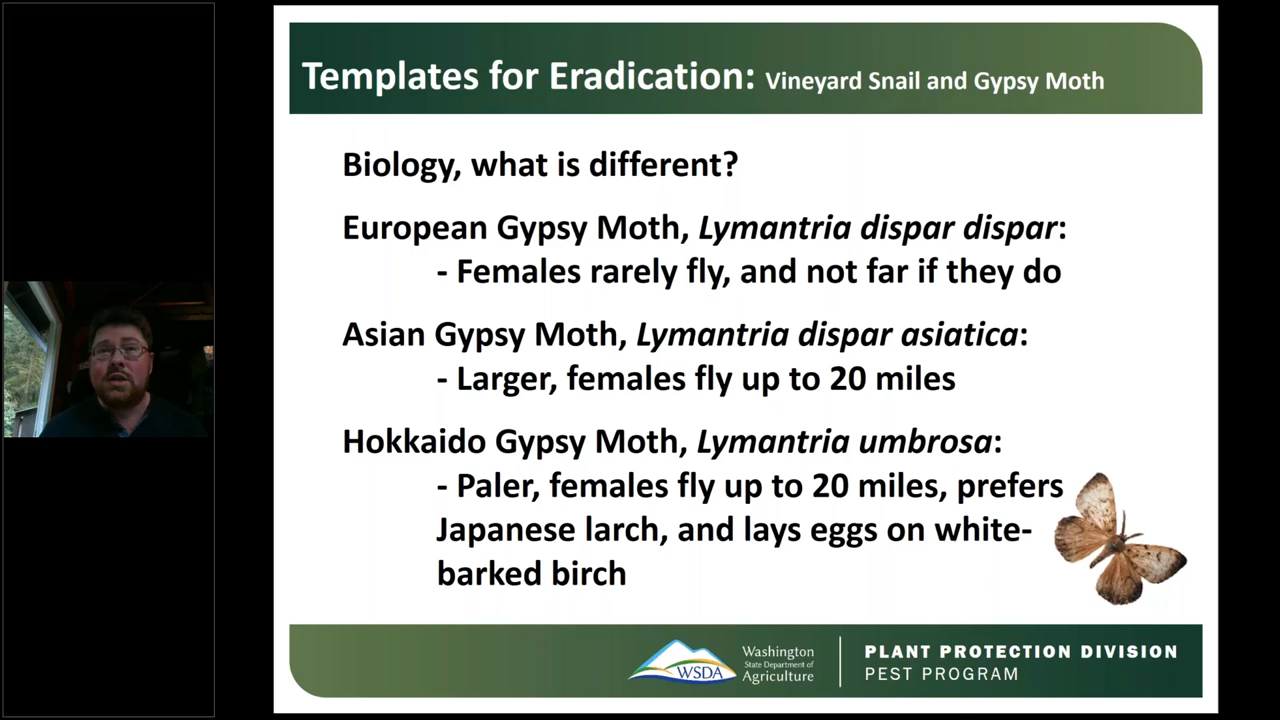 Templates for Eradication: Vineyard Snail and Gypsy Moth
Biology, what is different?
European Gypsy Moth, Lymantria dispar dispar:
- Females rarely fly, and not far if they do
Asian Gypsy Moth, Lymantria dispar asiatica:
- Larger, females fly up to 20 miles
Hokkaido Gypsy Moth, Lymantria umbrosa:
- Paler, females fly up to 20 miles, prefers
Japanese larch, and lays eggs on white-
barked birch
WSDA
Washington
State Department of
Agriculture
PLANT PROTECTION DIVISION
PEST PROGRAM